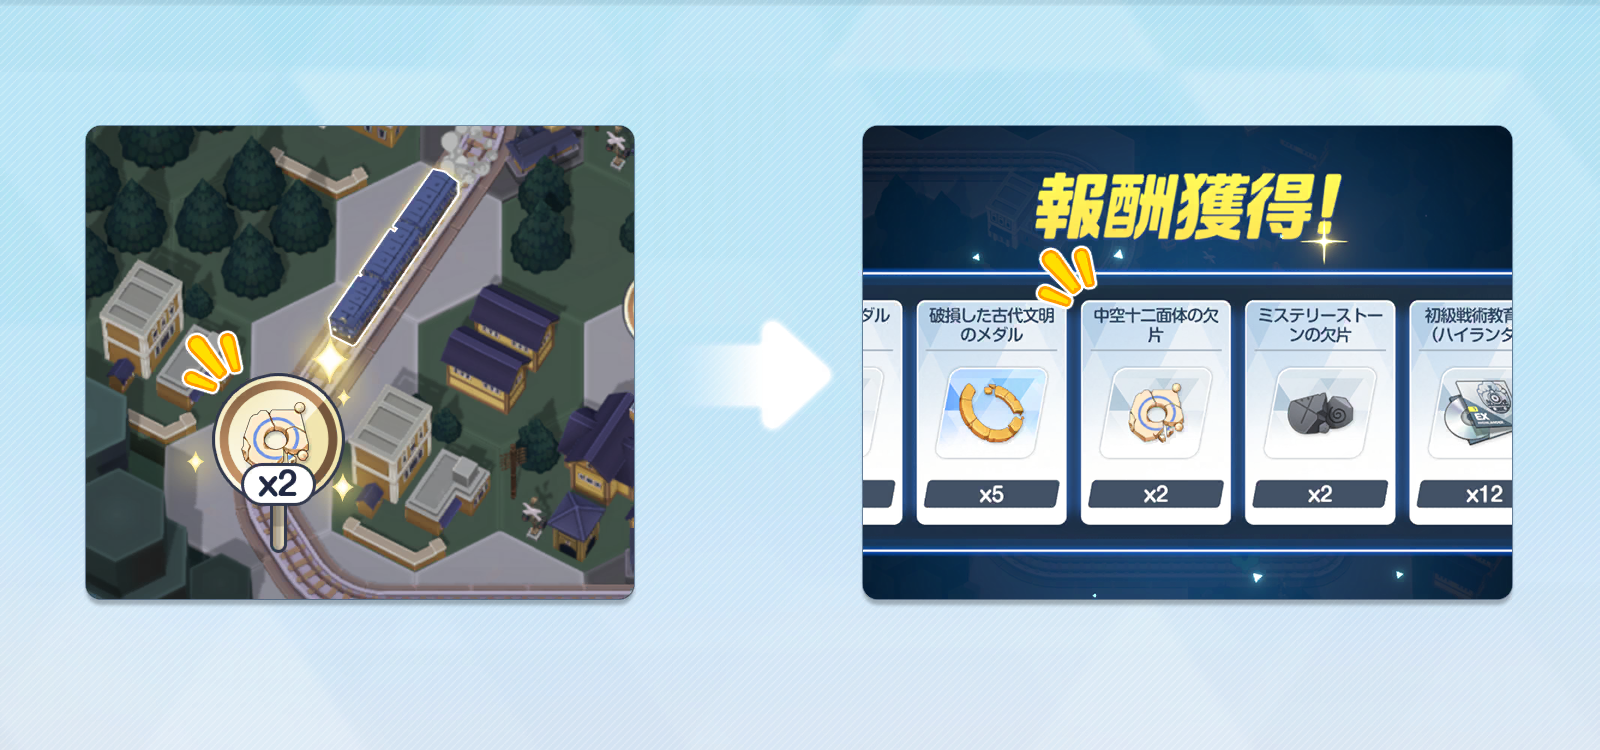 x2
報酬獲得!
ダル
破損した古代文明
のメダル
x5
中空十二面体の欠
片
x2
ミステリーストー
ンの欠片
x2
初級戦術教育
(ハイランダ
EX
x12